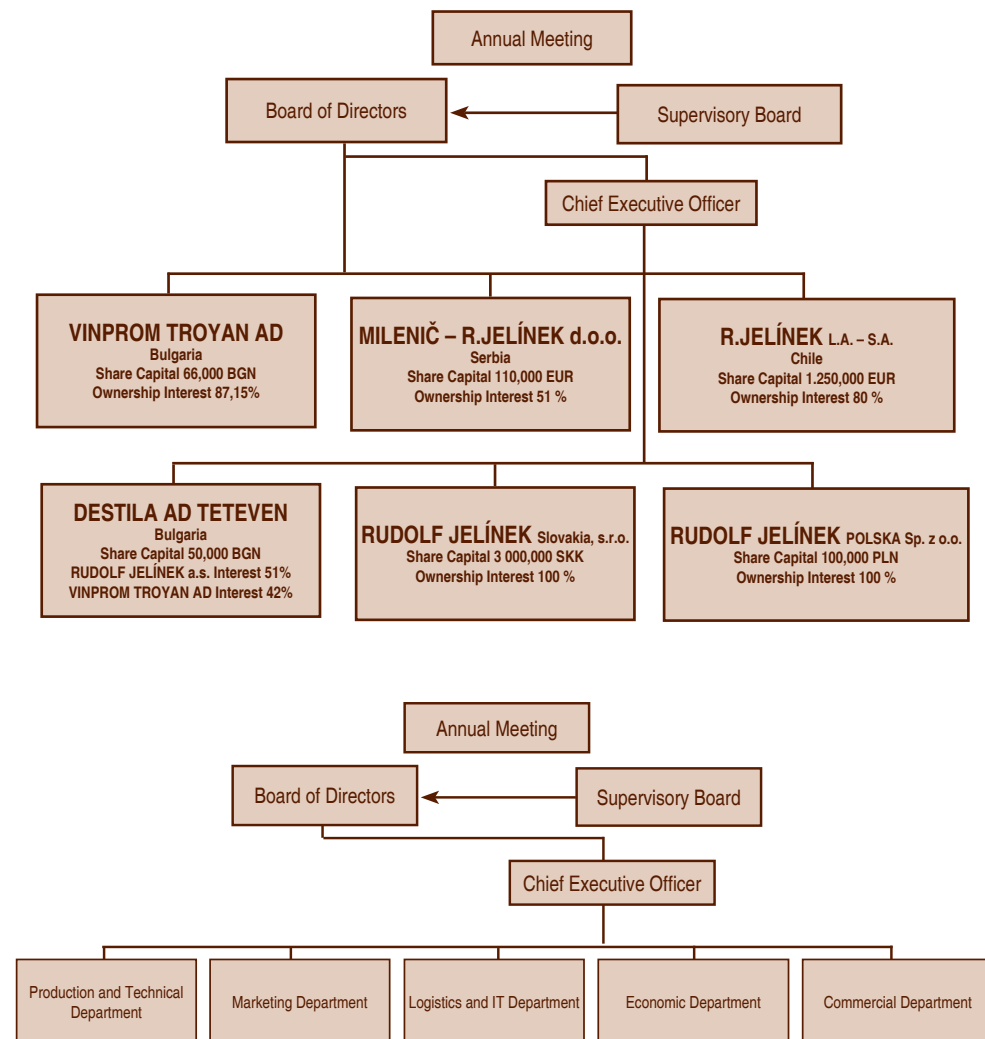 Annual Meeting
Board of Directors
Supervisory Board
Chief Executive Officer
VINPROM TROYAN AD
Bulgaria
Share Capital 66,000 BGN
Ownership Interest 87,15%
MILENIČ – R.JELÍNEK d.o.o.
Serbia
Share Capital 110,000 EUR
Ownership Interest 51 %
R.JELÍNEK L.A. – S.A.
Chile
Share Capital 1.250,000 EUR
Ownership Interest 80 %
DESTILA AD TETEVEN
Bulgaria
Share Capital 50,000 BGN
RUDOLF JELÍNEK a.s. Interest 51%
VINPROM TROYAN AD Interest 42%
RUDOLF JELÍNEK Slovakia, s.r.o.
Share Capital 3 000,000 SKK
Ownership Interest 100 %
RUDOLF JELÍNEK POLSKA Sp. z o.o.
Share Capital 100,000 PLN
Ownership Interest 100 %
Annual Meeting
Board of Directors
Supervisory Board
Chief Executive Officer
Production and Technical
Department
Marketing Department
Logistics and IT Department
Economic Department
Commercial Department